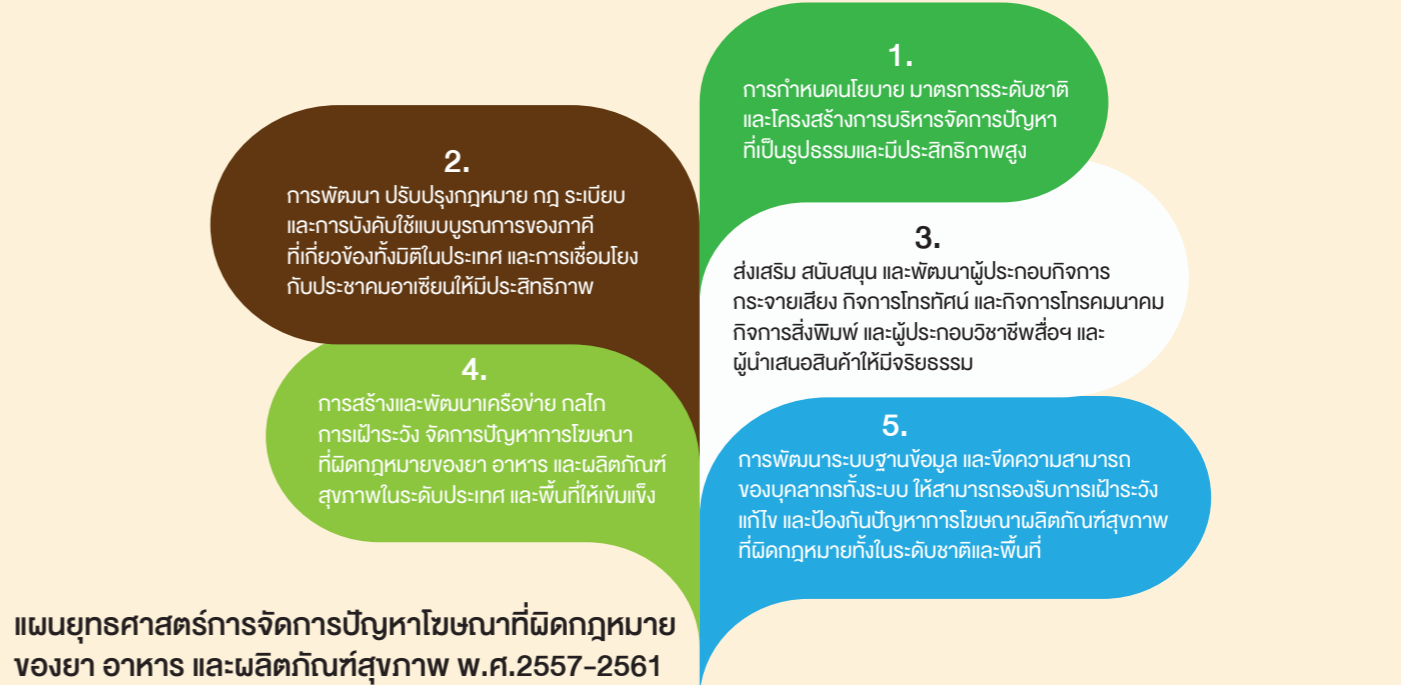 1.
การกำหนดนโยบาย มาตรการระดับชาติ
และโครงสร้างการบริหารจัดการปัญหา
ที่เป็นรูปธรรมและมีประสิทธิภาพสูง
2.
การพัฒนา ปรับปรุงกฎหมาย กฎ ระเบียบ
และการบังคับใช้แบบบูรณการของภาคี
ที่เกี่ยวข้องทั้งมิติในประเทศ และการเชื่อมโยง
กับประชาคมอาเซียนให้มีประสิทธิภาพ
3.
ส่งเสริม สนับสนุน และพัฒนาผู้ประกอบกิจการ
กระจายเสียง กิจการโทรทัศน์ และกิจการโทรคมนาคม
กิจการสิ่งพิมพ์ และผู้ประกอบวิชาชีพสื่อฯ และ
ผู้นำเสนอสินค้าให้มีจริยธรรม
4.
การสร้างและพัฒนาเครือข่าย กลไก
การเฝ้าระวัง จัดการปัญหาการโฆษณา
ที่ผิดกฎหมายของยา อาหาร และผลิตภัณฑ์
สุขภาพในระดับประเทศ และพื้นที่ให้เข้มแข็ง
5.
การพัฒนาระบบฐานข้อมูล และขีดความสามารถ
ของบุคลากรทั้งระบบ ให้สามารถรองรับการเฝ้าระวัง
แก้ไข และป้องกันปัญหาการโฆษณาผลิตภัณฑ์สุขภาพ
ที่ผิดกฎหมายทั้งในระดับชาติและพื้นที่
แผนยุทธศาสตร์การจัดการปัญหาโฆษณาที่ผิดกฎหมาย
ของยา อาหาร และผลิตภัณฑ์สุขภาพ พ.ศ.2557-2561